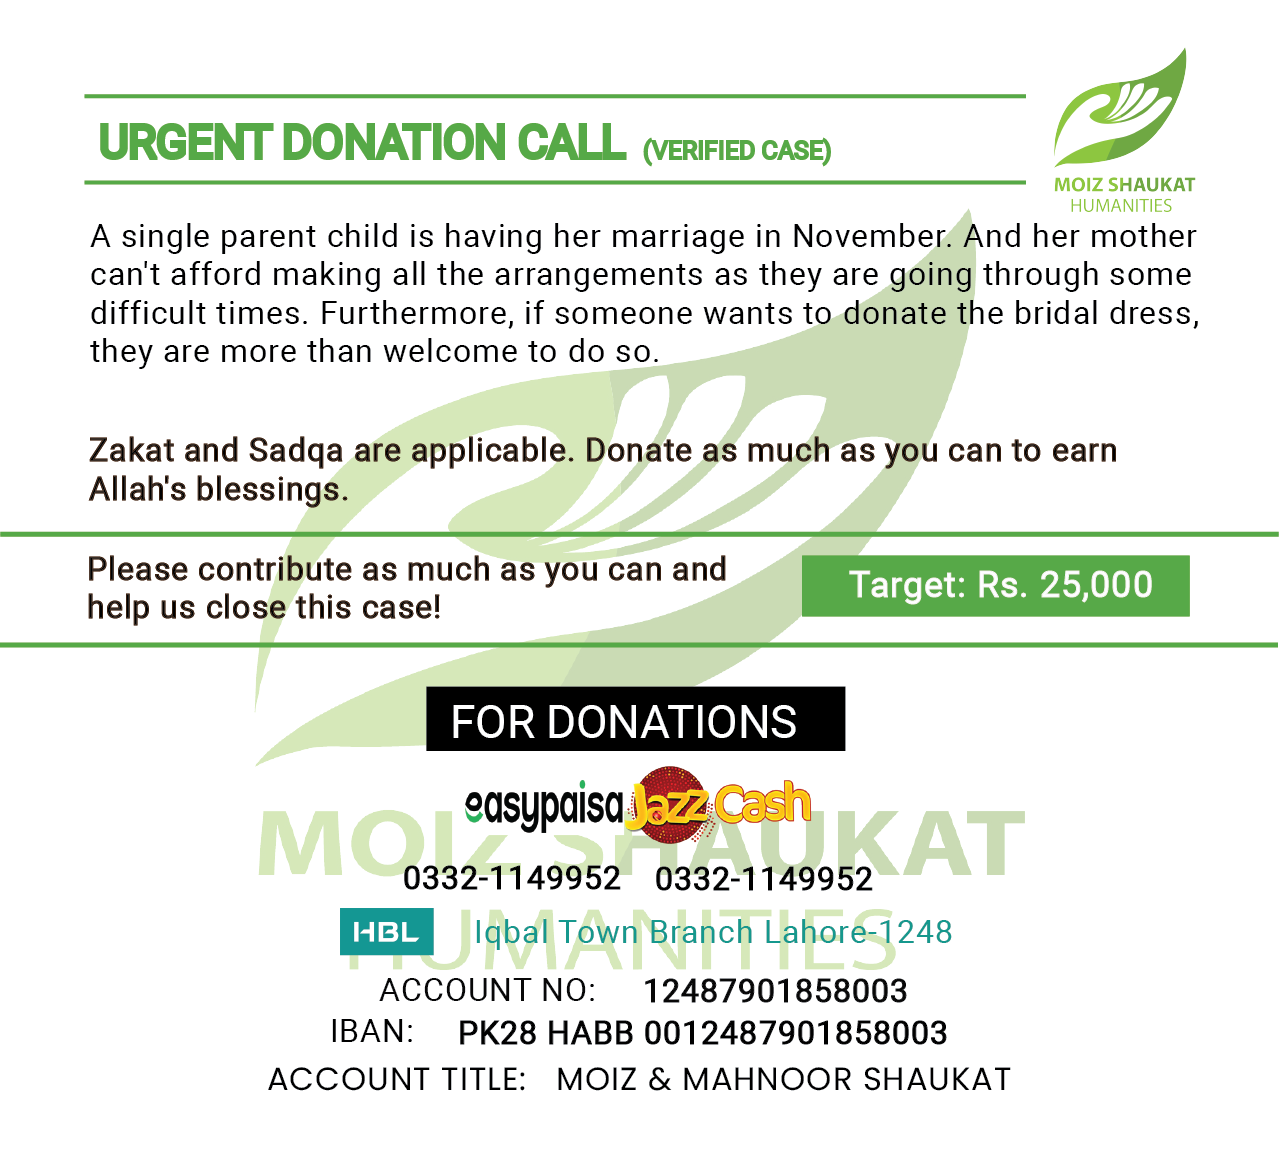 URGENT DONATION CALL (VERIFIED CASE)
MOIZ SHAUKAT
HUMANITIES
A single parent child is having her marriage in November. And her mother
can't afford making all the arrangements as they are going through some
difficult times. Furthermore, if someone wants to donate the bridal dress,
they are more than welcome to do so.
Zakat and Sadqa are applicable. Donate as much as you can to earn
Allah's blessings.
Please contribute as much as you can and
help us close this case!
Target: Rs. 25,000
FOR DONATIONS
easypaisa JazzCash
MOIZ SHAUKAT
0332-1149952 0332-1149952
HUMANITIES
HBL Iqbal Town Branch Lahore-1248
ACCOUNT NO: 12487901858003
IBAN: PK28 HABB 0012487901858003
ACCOUNT TITLE: MOIZ & MAHNOOR SHAUKAT